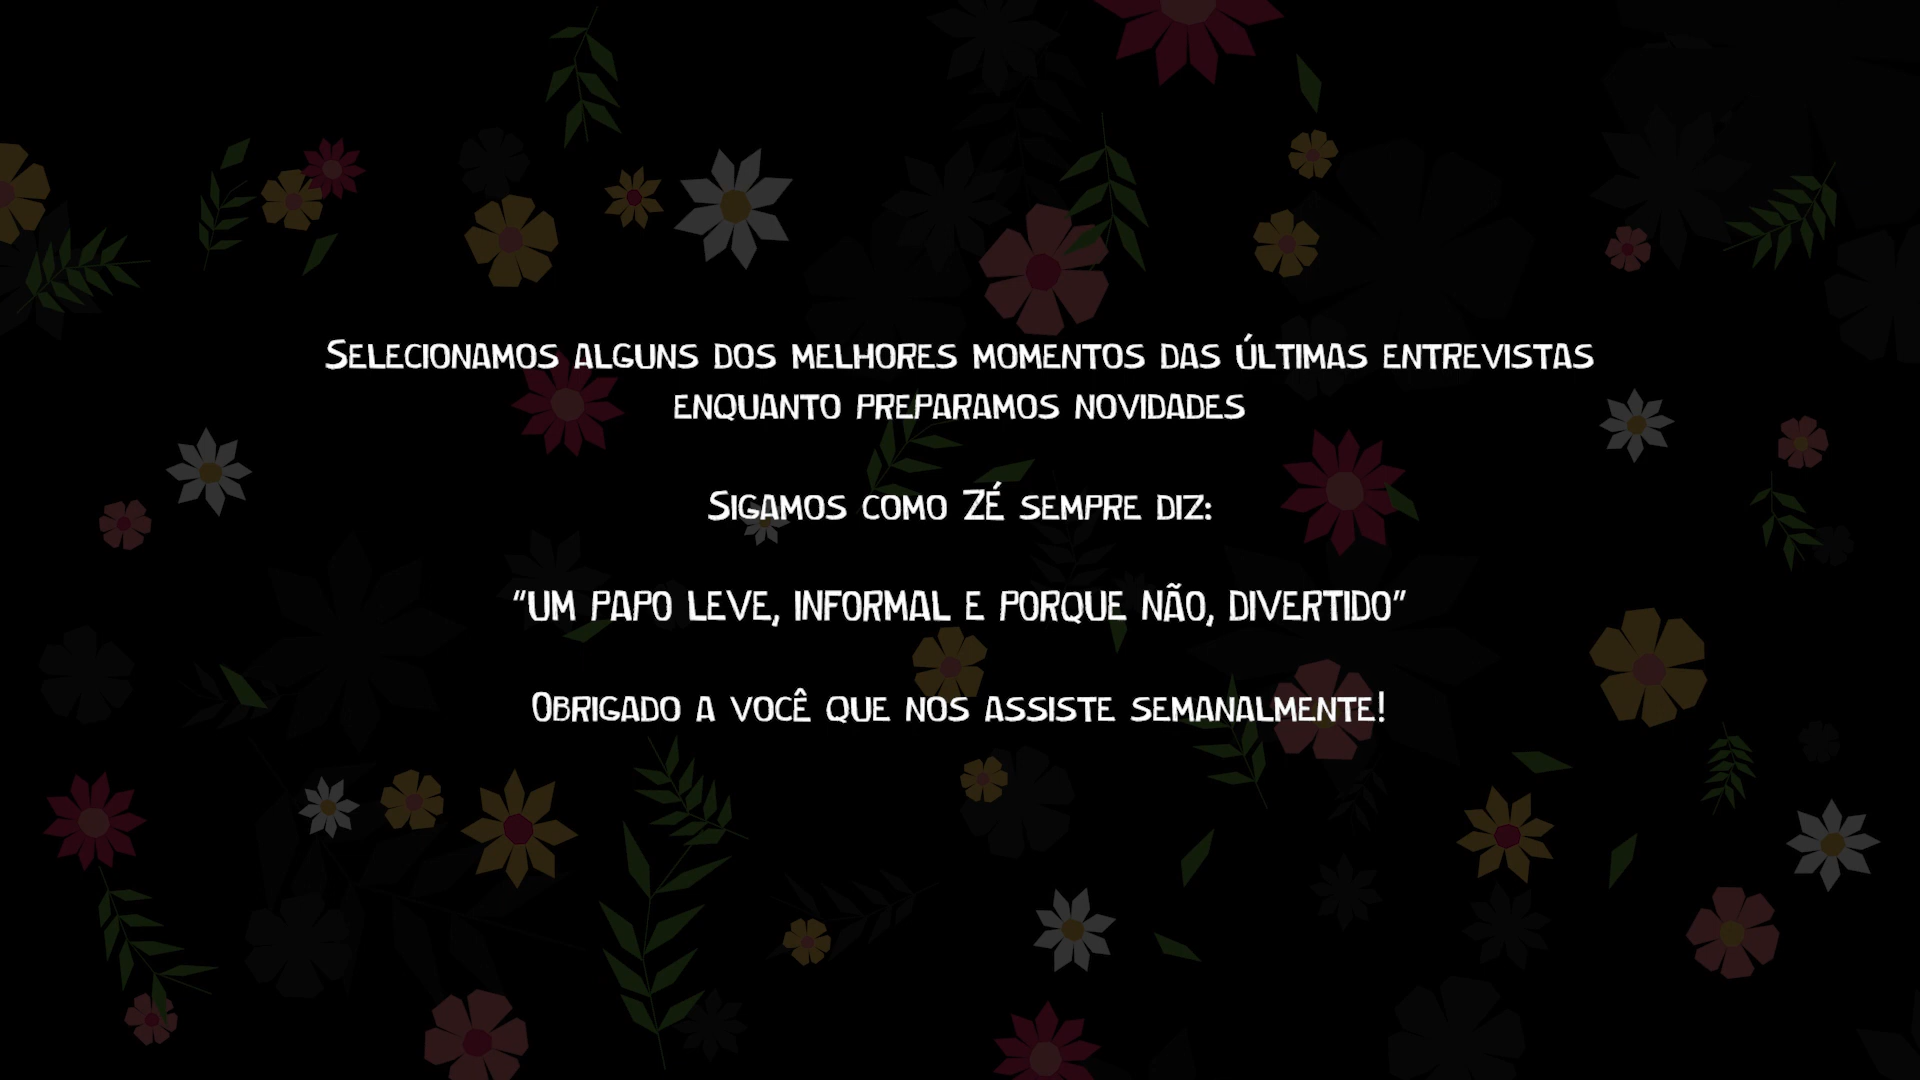 Selecionamos alguns dos melhores momentos das últimas entrevistas
enquanto preparamos novidades
Sigamos como Zé sempre diz:
"UM PAPO LEVE, INFORMAL E PORQUE NÃO, DIVERTIDO"
Obrigado a você que nos assiste semanalmente!